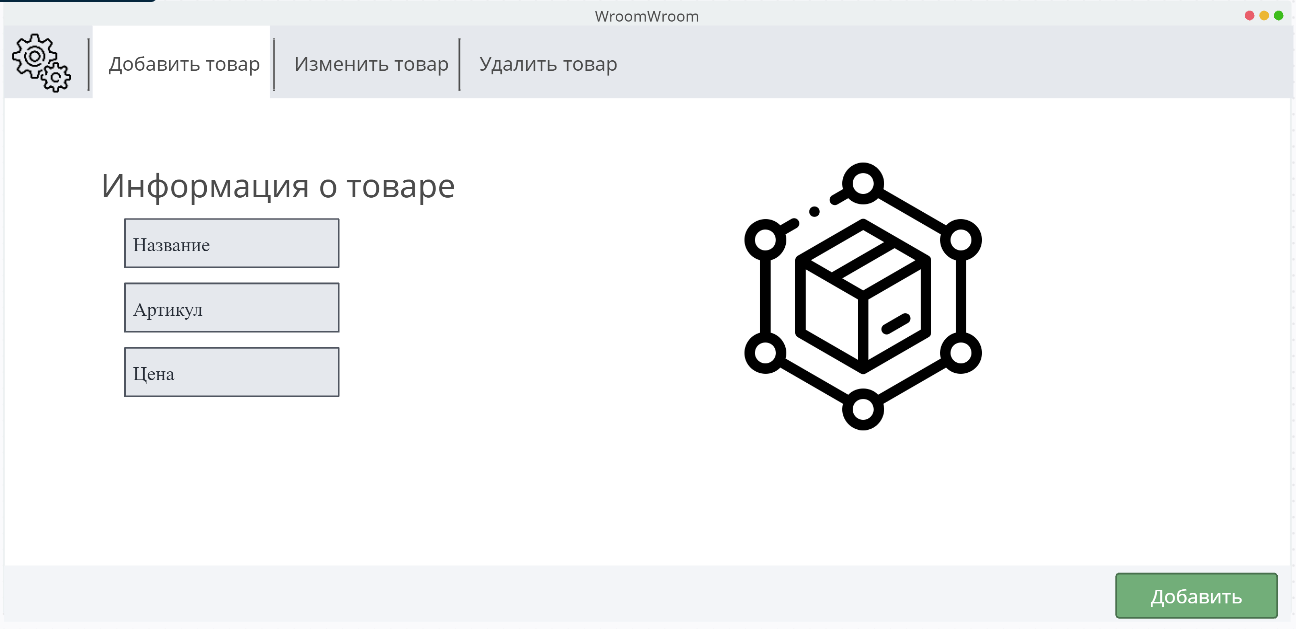 WroomWroom
Добавить товар
Изменить товар
Удалить товар
Информация о товаре
Название
Артикул
Цена
Добавить